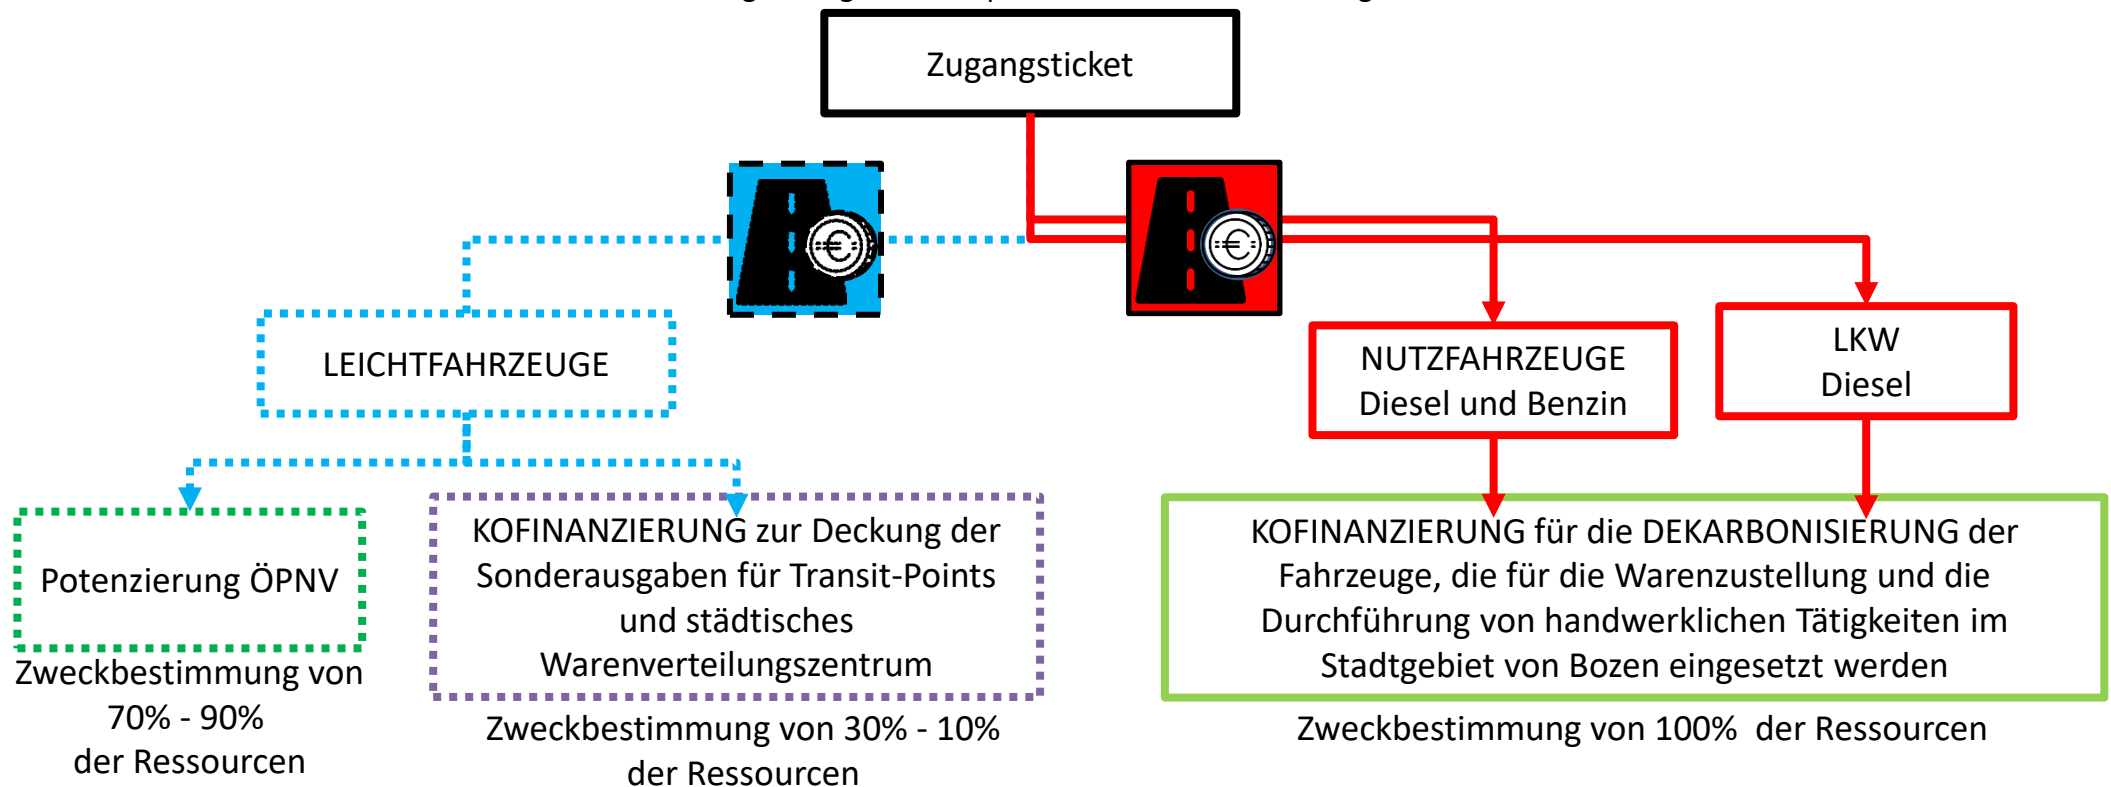 Zugangsticket
LEICHTFAHRZEUGE
NUTZFAHRZEUGE
Diesel und Benzin
LKW
Diesel
Potenzierung ÖPNV
Zweckbestimmung von
70% - 90%
der Ressourcen
KOFINANZIERUNG zur Deckung der
Sonderausgaben für Transit-Points
und städtisches
Warenverteilungszentrum
Zweckbestimmung von 30% - 10%
der Ressourcen
KOFINANZIERUNG für die DEKARBONISIERUNG der
Fahrzeuge, die für die Warenzustellung und die
Durchführung von handwerklichen Tätigkeiten im
Stadtgebiet von Bozen eingesetzt werden
Zweckbestimmung von 100% der Ressourcen